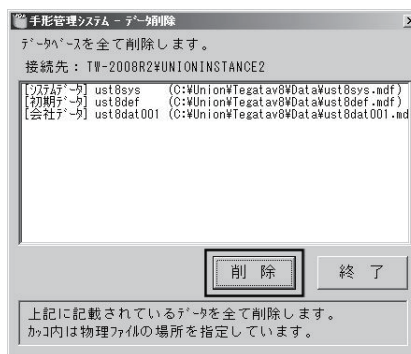 手形管理ｼｽﾃﾑ - ﾃﾞｰﾀ削除
ﾃﾞｰﾀﾍﾞｰｽを全て削除します。
接続先：TW-2008R2¥UNIONINSTANCE2
[ｼｽﾃﾑﾃﾞｰﾀ] ust8sys (C:¥Union¥Tegatav8¥Data¥ust8sys.mdf)
[初期ﾃﾞｰﾀ] ust8def (C:¥Union¥Tegatav8¥Data¥ust8def.mdf)
[会社ﾃﾞｰﾀ] ust8dat001 (C:¥Union¥Tegatav8¥Data¥ust8dat001.md
削 除
終 了
上記に記載されているﾃﾞｰﾀを全て削除します。
ｶｯｺ内は物理ﾌｧｲﾙの場所を指定しています。